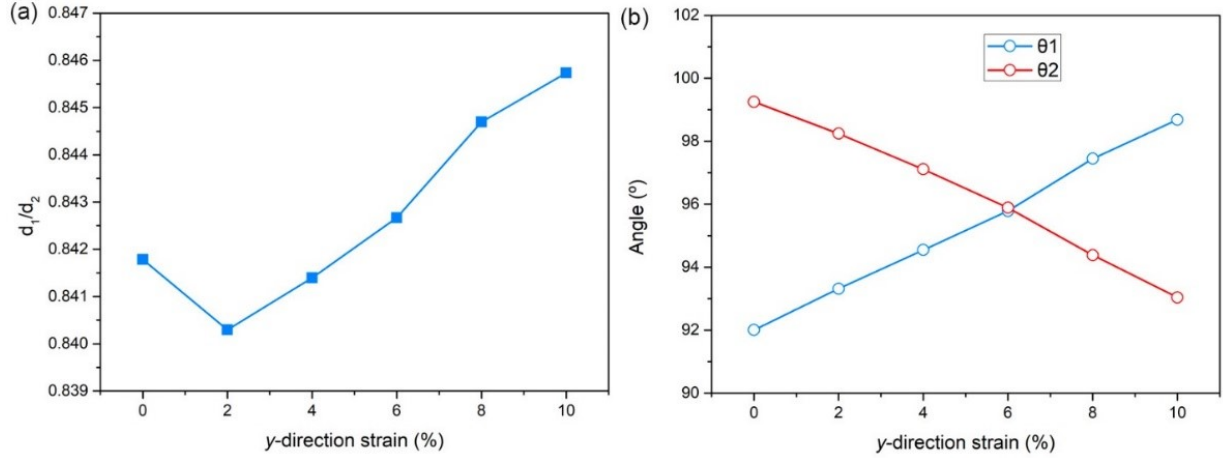 (a)
0.847
0.846
0.845
0.844
0.843
0.842
0.841
0.840
0.839
d₁/d₂
0 2 4 6 8 10
y-direction strain (%)
(b)
102
100
98
96
94
92
90
Angle (º)
θ1
θ2
0 2 4 6 8 10
y-direction strain (%)